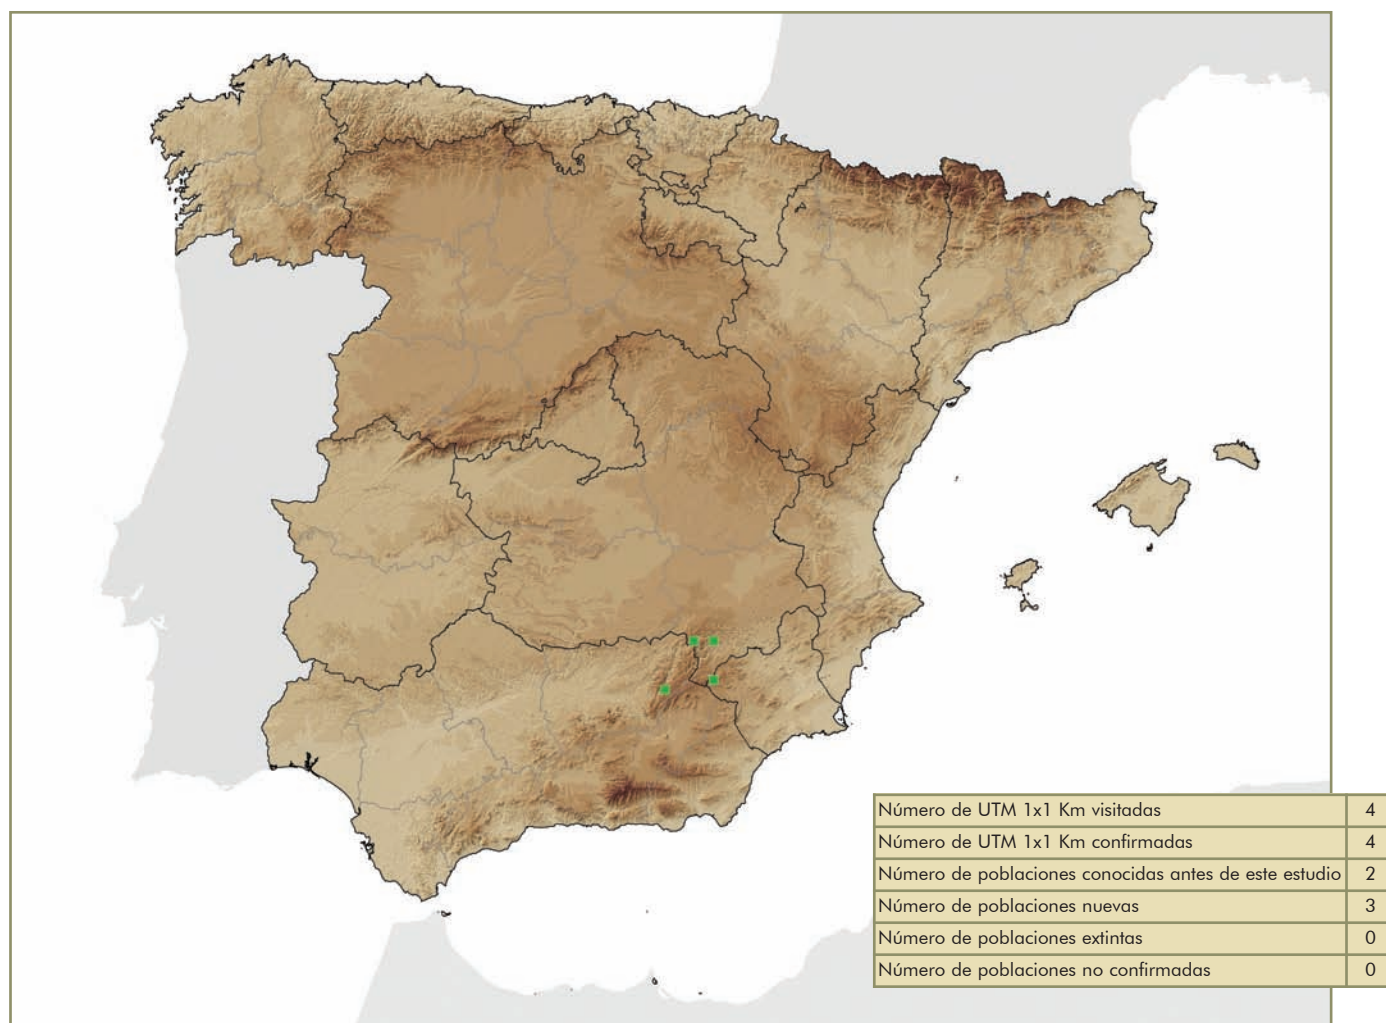 Número de UTM 1x1 Km visitadas 4
Número de UTM 1x1 Km confirmadas 4
Número de poblaciones conocidas antes de este estudio 2
Número de poblaciones nuevas 3
Número de poblaciones extintas 0
Número de poblaciones no confirmadas 0